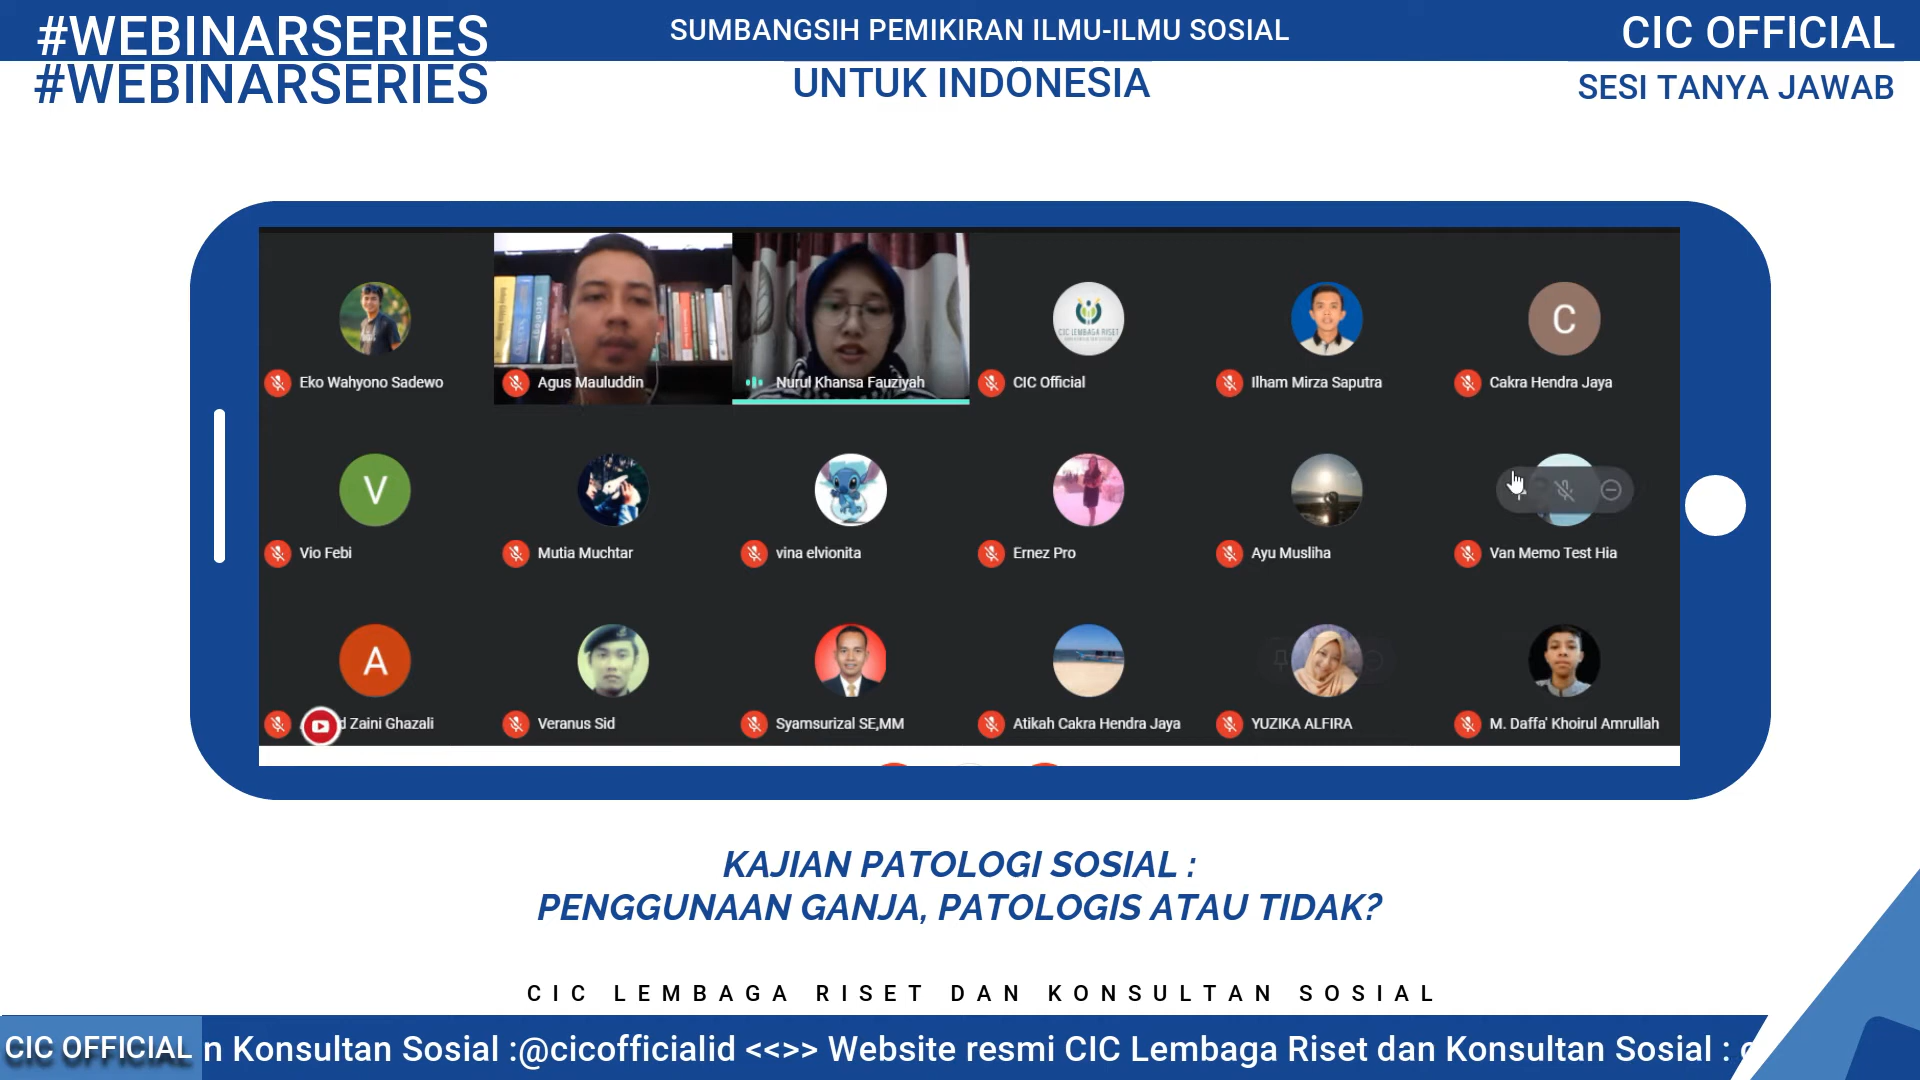 #WEBINARSERIES
#WEBINARSERIES
SUMBANGSIH PEMIKIRAN ILMU-ILMU SOSIAL
UNTUK INDONESIA
CIC OFFICIAL
SESI TANYA JAWAB
Eko Wahyono Sadewo
Agus Mauluddin
Nurul Khansa Fauziyah
CIC LEMBAGA RISET
CIC Official
Ilham Mirza Saputra
C
Cakra Hendra Jaya
V
Vio Febi
Mutia Muchtar
vina elvionita
Ernez Pro
Ayu Musliha
Van Memo Test Hia
A
Zaini Ghazali
Veranus Sid
Syamsurizal SE,MM
Atikah Cakra Hendra Jaya
YUZIKA ALFIRA
M. Daffa' Khoirul Amrullah
KAJIAN PATOLOGI SOSIAL :
PENGGUNAAN GANJA, PATOLOGIS ATAU TIDAK?
CIC LEMBAGA RISET DAN KONSULTAN SOSIAL
CIC OFFICIAL
n Konsultan Sosial :@cicofficialid <<>> Website resmi CIC Lembaga Riset dan Konsultan Sosial :